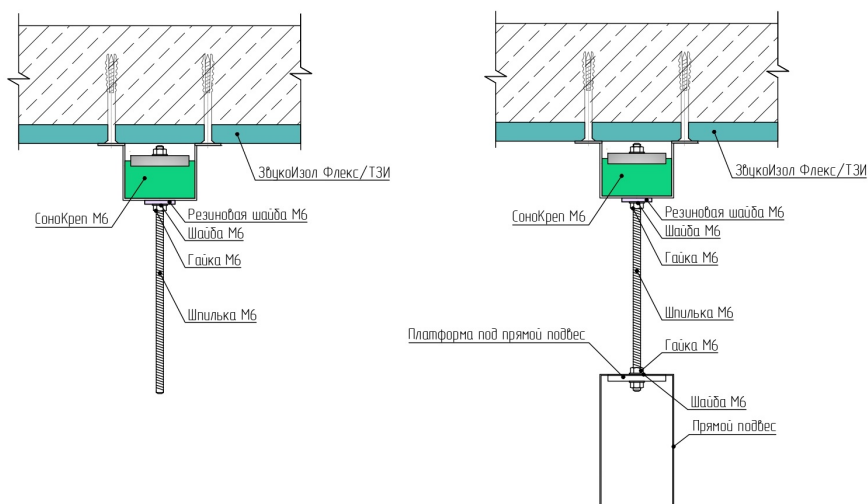 ЗвукоИзол Флекс/ТЗИ
СоноКреп М6
Резиновая шайба М6
Шайба М6
Гайка М6
Шпилька М6
ЗвукоИзол Флекс/ТЗИ
СоноКреп М6
Резиновая шайба М6
Шайба М6
Гайка М6
Шпилька М6
Платформа под прямой подвес
Гайка М6
Шайба М6
Прямой подвес